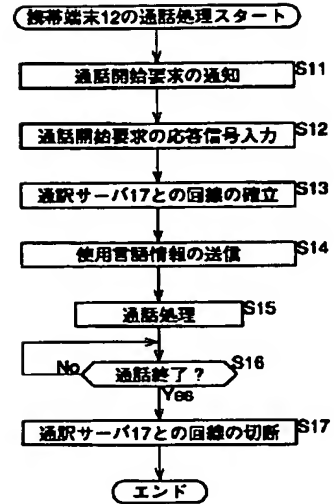 携帯端末12の通話処理スタート
通話開始要求の通知
S11
通話開始要求の応答信号入力
S12
通訳サーバ17との回線の確立
S13
使用言語情報の送信
S14
通話処理
S15
通話終了?
S16
No
Yes
通訳サーバ17との回線の切断
S17
エンド